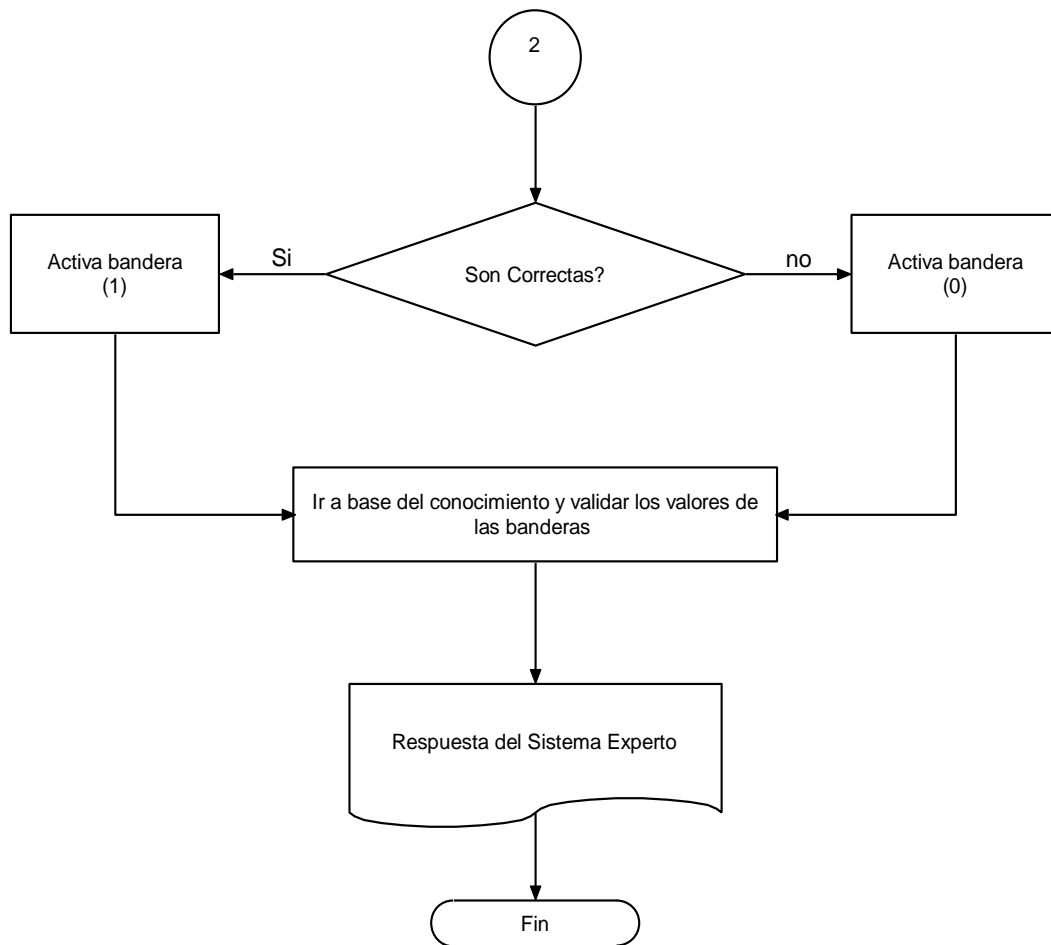 2
Si
Son Correctas?
no
Activa bandera
(1)
Activa bandera
(0)
Ir a base del conocimiento y validar los valores de
las banderas
Respuesta del Sistema Experto
Fin